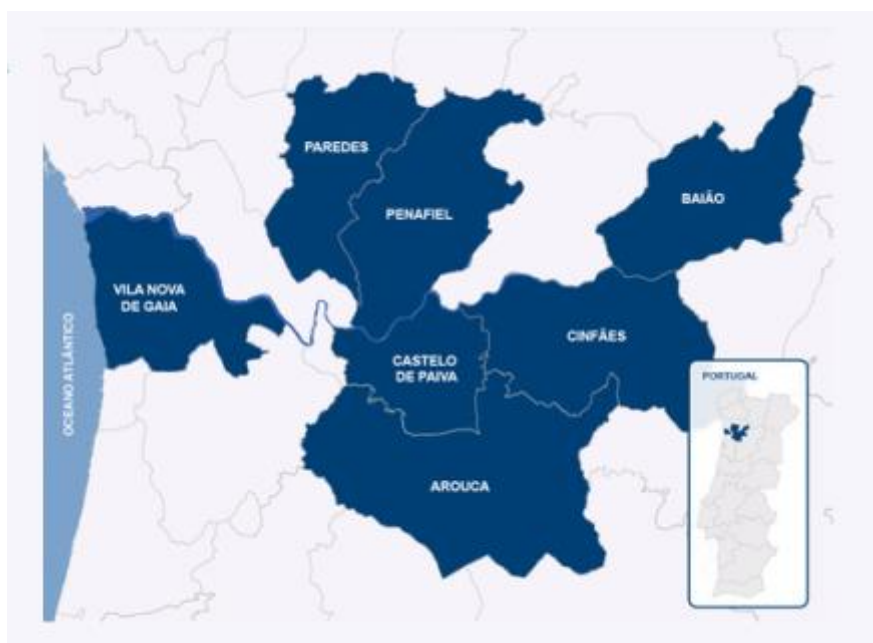 PAREDES
PENAFIEL
BAIÃO
VILA NOVA
DE GAIA
OCEANO ATLÂNTICO
CASTELO
DE PAIVA
CINFÃES
AROUCA
PORTUGAL